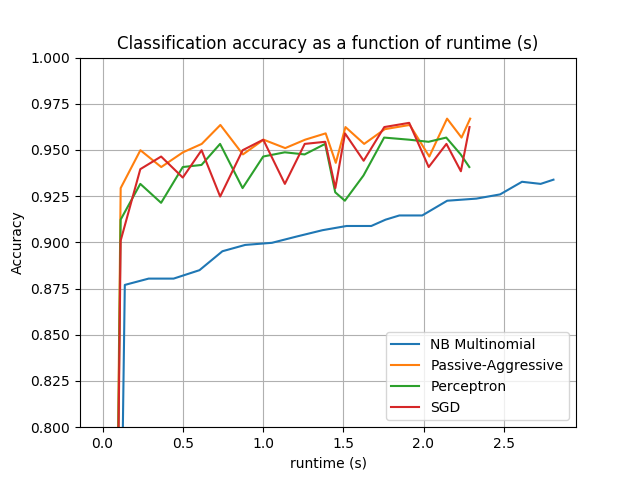 Classification accuracy as a function of runtime (s)
1.000
0.975
0.950
0.925
0.900
0.875
0.850
0.825
0.800
Accuracy
NB Multinomial
Passive-Aggressive
Perceptron
SGD
0.0 0.5 1.0 1.5 2.0 2.5
runtime (s)